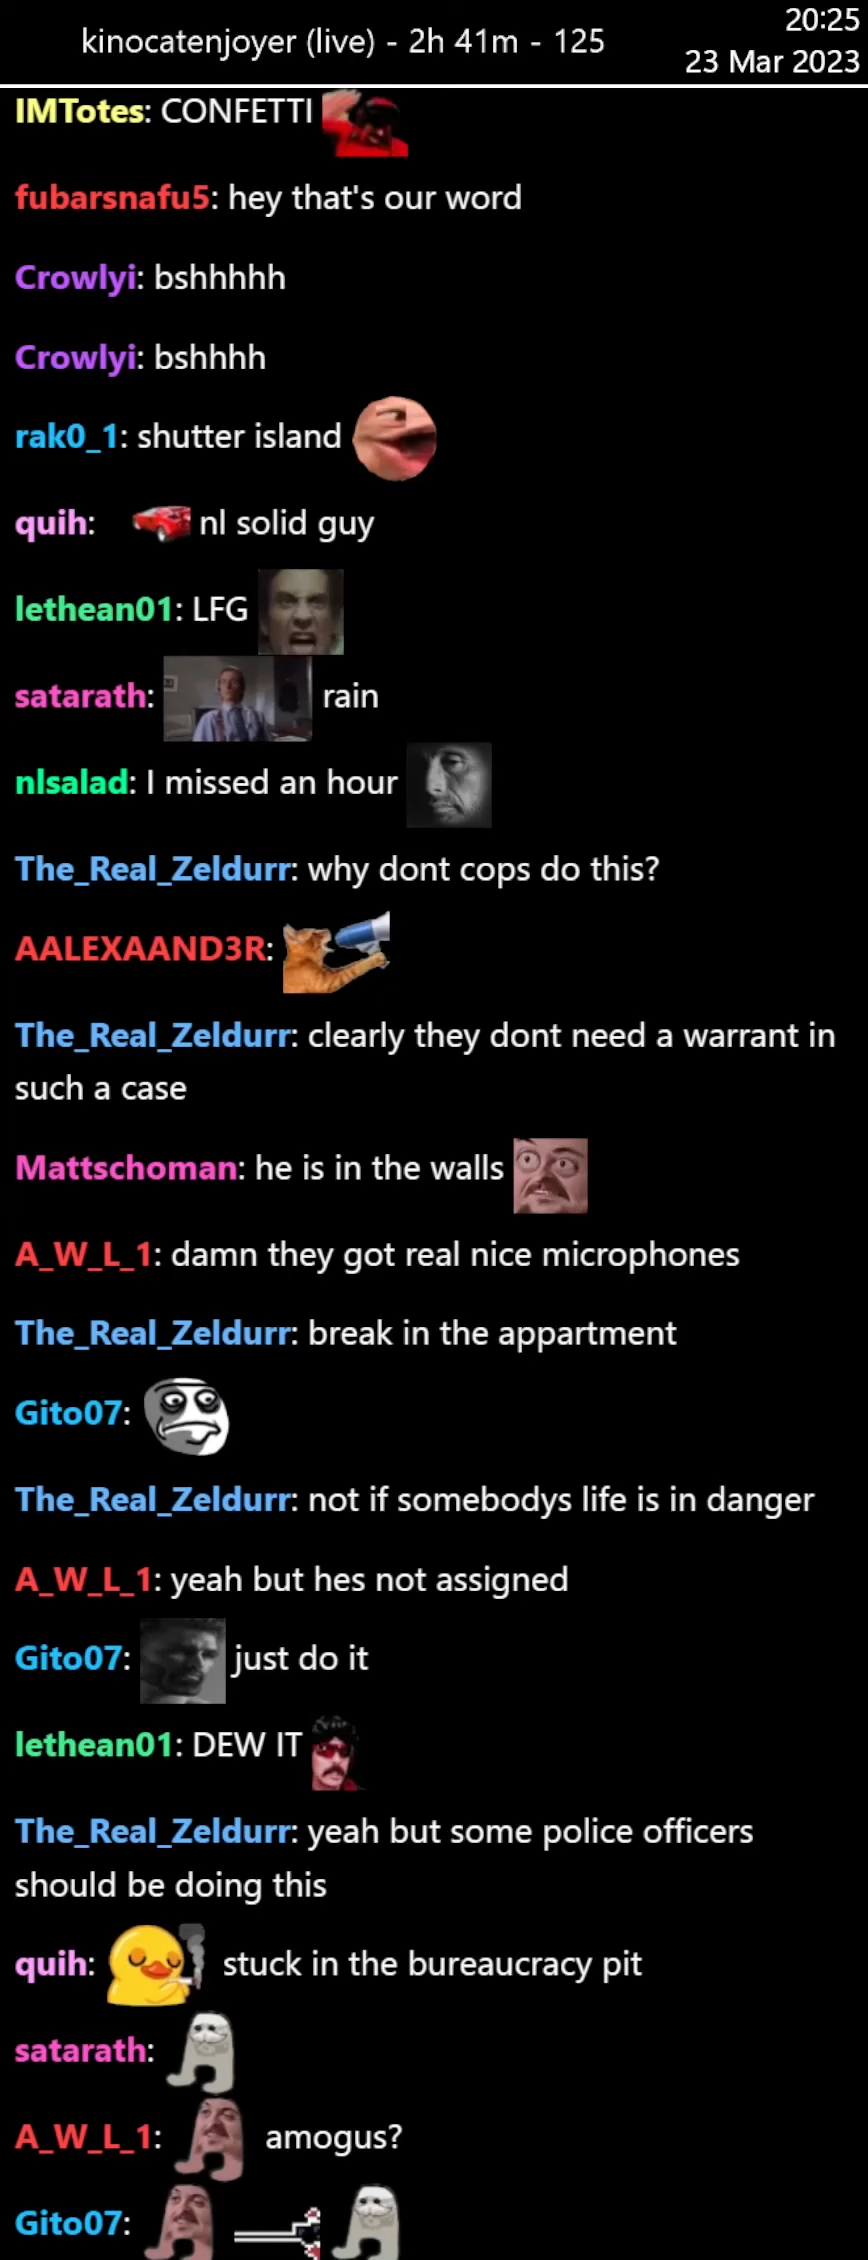 kinocatenjoyer (live) - 2h 41m - 125
20:25
23 Mar 2023
IMTotes: CONFETTI
fubarsnafu5: hey that's our word
Crowlyi: bshhhhh
Crowlyi: bshhhh
rak0_1: shutter island
quih: nl solid guy
lethean01: LFG
satarath: rain
nlsalad: I missed an hour
The_Real_Zeldurr: why dont cops do this?
AALEXAAND3R:
The_Real_Zeldurr: clearly they dont need a warrant in
such a case
Mattschoman: he is in the walls
A_W_L_1: damn they got real nice microphones
The_Real_Zeldurr: break in the appartment
Gito07:
The_Real_Zeldurr: not if somebodys life is in danger
A_W_L_1: yeah but hes not assigned
Gito07: just do it
lethean01: DEW IT
The_Real_Zeldurr: yeah but some police officers
should be doing this
quih: stuck in the bureaucracy pit
satarath:
A_W_L_1: amogus?
Gito07: